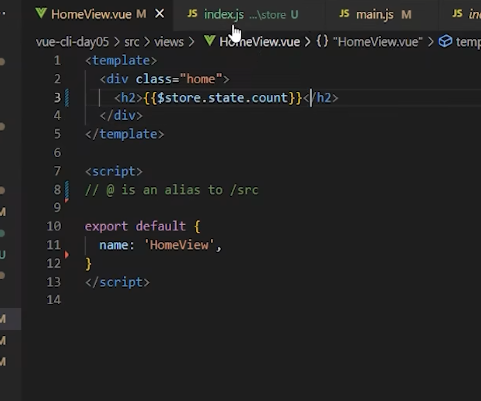 HomeView.vue M index.js ...\store U JS main.js M JS in
vue-cli-day05 > src > views > HomeView.vue > {} "HomeView.vue" > temp
1 <template>
2 <div class="home">
3 <h2>{{$store.state.count}}</h2>
4 </div>
5 </template>
6
7 <script>
8 // @ is an alias to /src
9
10 export default {
11 name: 'HomeView',
12 }
13 </script>
14
M
U
M
M
M